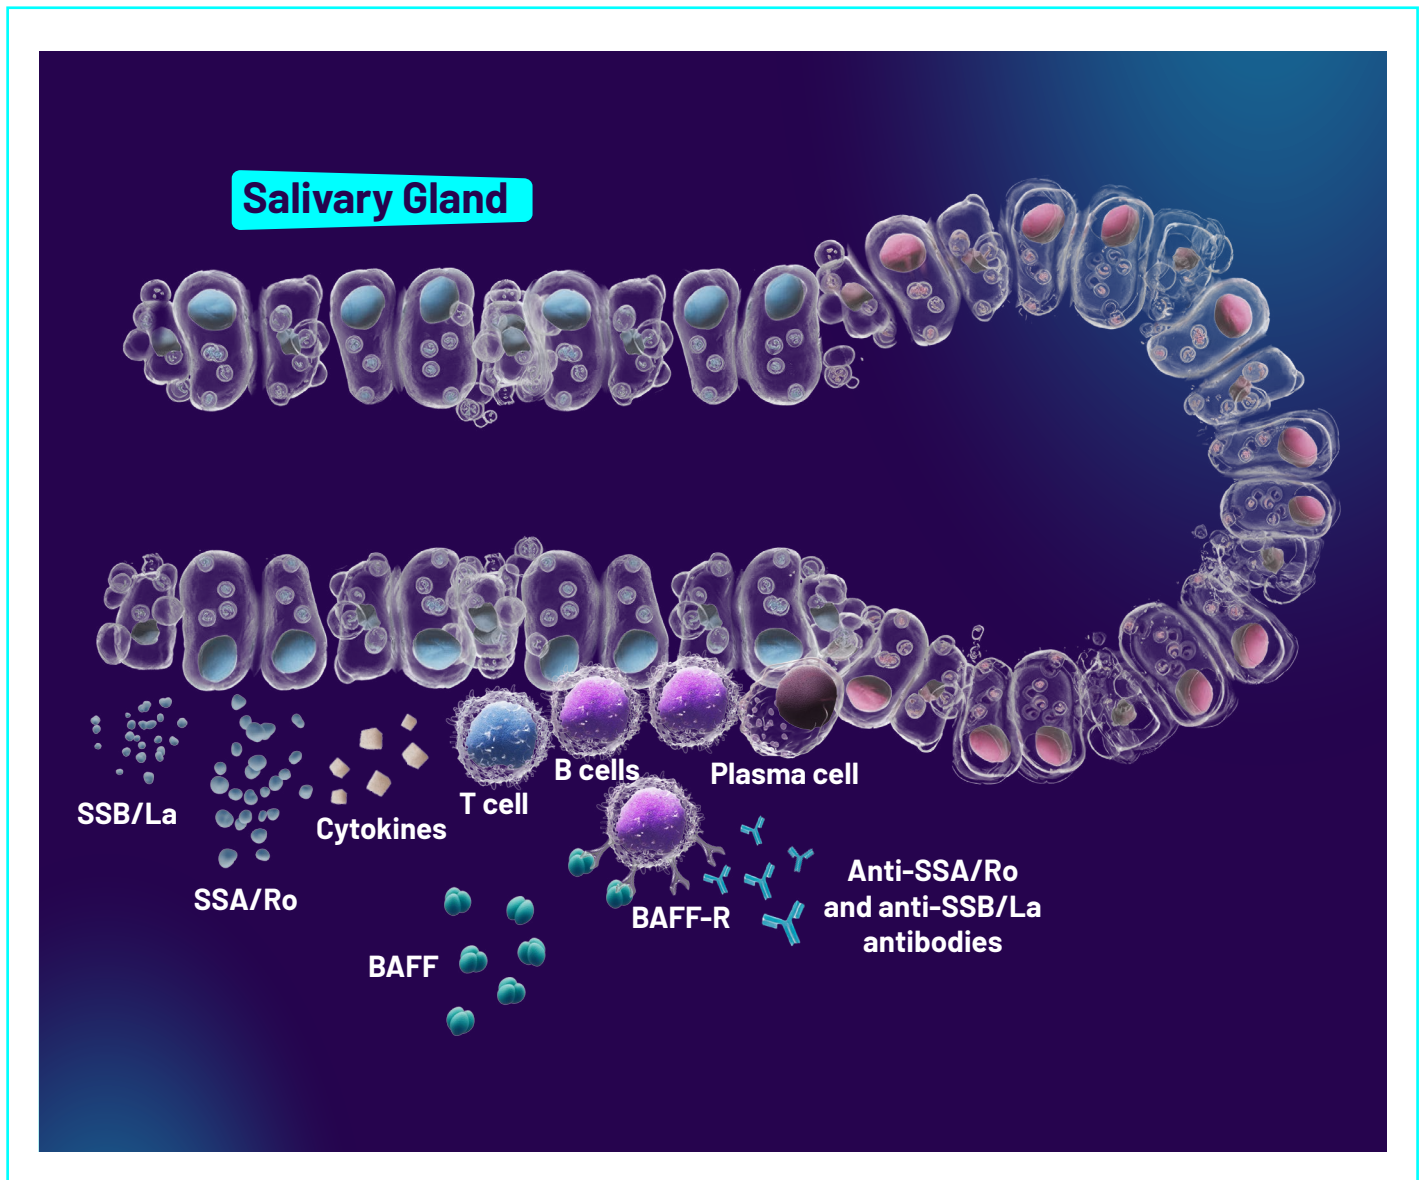 Salivary Gland
B cells
Plasma cell
T cell
SSB/La
Cytokines
SSA/Ro
Anti-SSA/Ro
and anti-SSB/La
antibodies
BAFF-R
BAFF